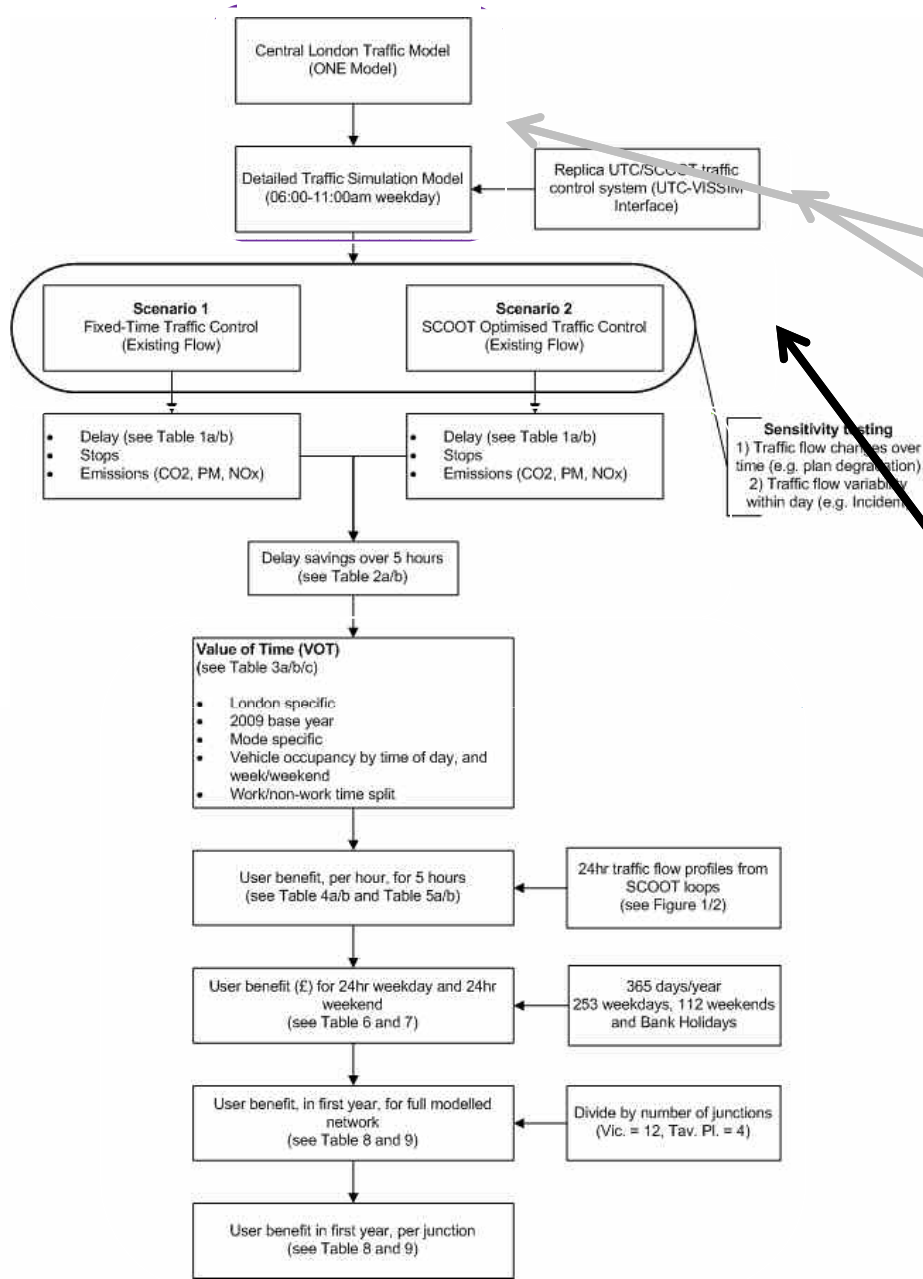 Central London Traffic Model
(ONE Model)
Detailed Traffic Simulation Model
(06:00-11:00am weekday)
Replica UTC/SCOOT traffic
control system (UTC-VISSIM
Interface)
Scenario 1
Fixed-Time Traffic Control
(Existing Flow)
Scenario 2
SCOOT Optimised Traffic Control
(Existing Flow)
• Delay (see Table 1a/b)
• Stops
• Emissions (CO2, PM, NOx)
• Delay (see Table 1a/b)
• Stops
• Emissions (CO2, PM, NOx)
Sensitivity testing
1) Traffic flow changes over
time (e.g. plan degradation)
2) Traffic flow variability
within day (e.g. Incident)
Delay savings over 5 hours
(see Table 2a/b)
Value of Time (VOT)
(see Table 3a/b/c)
• London specific
• 2009 base year
• Mode specific
• Vehicle occupancy by time of day, and
week/weekend
• Work/non-work time split
User benefit, per hour, for 5 hours
(see Table 4a/b and Table 5a/b)
24hr traffic flow profiles from
SCOOT loops
(see Figure 1/2)
User benefit (£) for 24hr weekday and 24hr
weekend
(see Table 6 and 7)
365 days/year
253 weekdays, 112 weekends
and Bank Holidays
User benefit, in first year, for full modelled
network
(see Table 8 and 9)
Divide by number of junctions
(Vic. = 12, Tav. Pl. = 4)
User benefit in first year, per junction
(see Table 8 and 9)